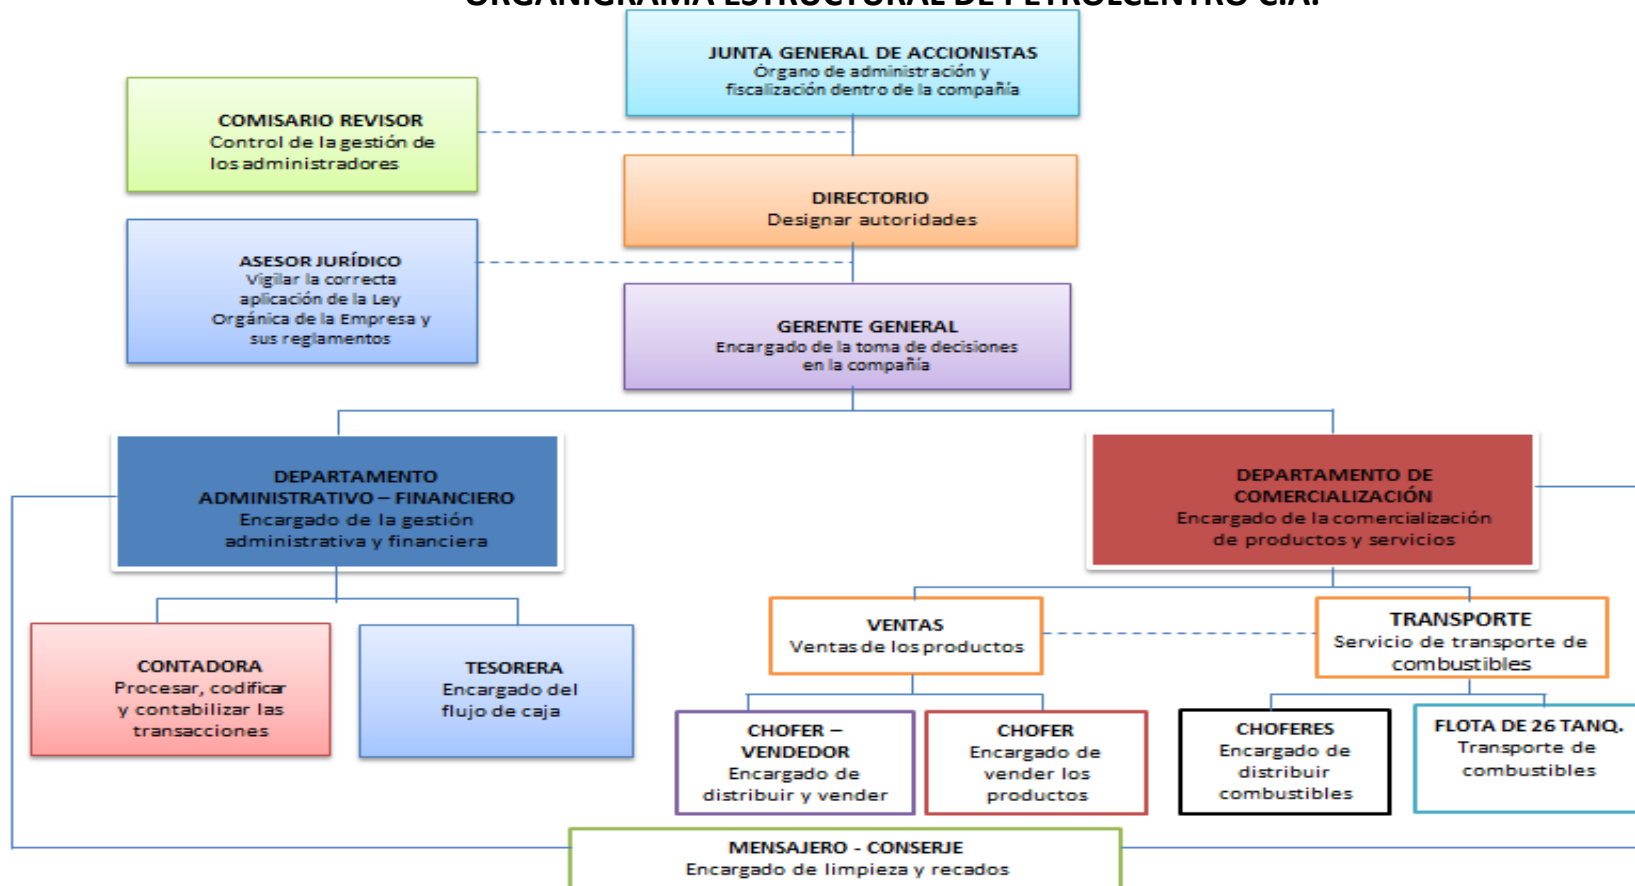 ORGANIGRAMA ESTRUCTURAL DE PETROLCENTRO C.A.
JUNTA GENERAL DE ACCIONISTAS
Órgano de administración y
fiscalización dentro de la compañía
COMISARIO REVISOR
Control de la gestión de
los administradores
DIRECTORIO
Designar autoridades
ASESOR JURÍDICO
Vigilar la correcta
aplicación de la Ley
Orgánica de la Empresa y
sus reglamentos
GERENTE GENERAL
Encargado de la toma de decisiones
en la compañía
DEPARTAMENTO
ADMINISTRATIVO – FINANCIERO
Encargado de la gestión
administrativa y financiera
DEPARTAMENTO DE
COMERCIALIZACIÓN
Encargado de la comercialización
de productos y servicios
CONTADORA
Procesar, codificar
y contabilizar las
transacciones
TESORERA
Encargado del
flujo de caja
VENTAS
Ventas de los productos
TRANSPORTE
Servicio de transporte de
combustibles
CHOFER –
VENDEDOR
Encargado de
distribuir y vender
CHOFER
Encargado de
vender los
productos
CHOFERES
Encargado de
distribuir
combustibles
FLOTA DE 26 TANQ.
Transporte de
combustibles
MENSAJERO - CONSERJE
Encargado de limpieza y recados